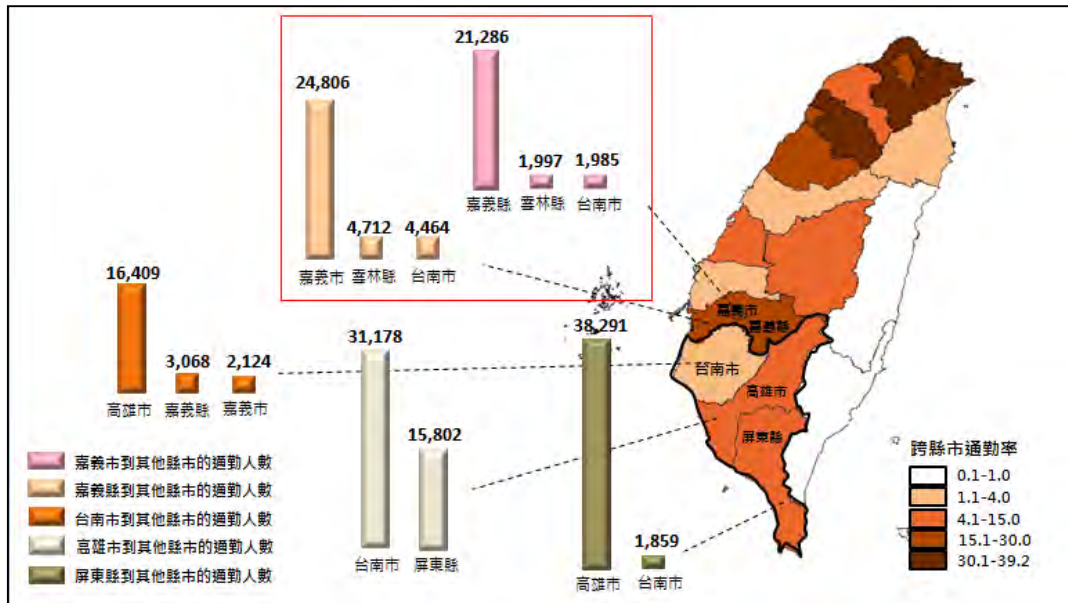 21,286
24,806
1,997
1,985
嘉義縣
雲林縣
台南市
4,712
4,464
嘉義市
雲林縣
台南市
16,409
3,068
2,124
高雄市
嘉義縣
嘉義市
31,178
15,802
台南市
屏東縣
38,291
1,859
高雄市
台南市
嘉義市
嘉義縣
台南市
高雄市
屏東縣
嘉義市到其他縣市的通勤人數
嘉義縣到其他縣市的通勤人數
台南市到其他縣市的通勤人數
高雄市到其他縣市的通勤人數
屏東縣到其他縣市的通勤人數
跨縣市通勤率
0.1-1.0
1.1-4.0
4.1-15.0
15.1-30.0
30.1-39.2